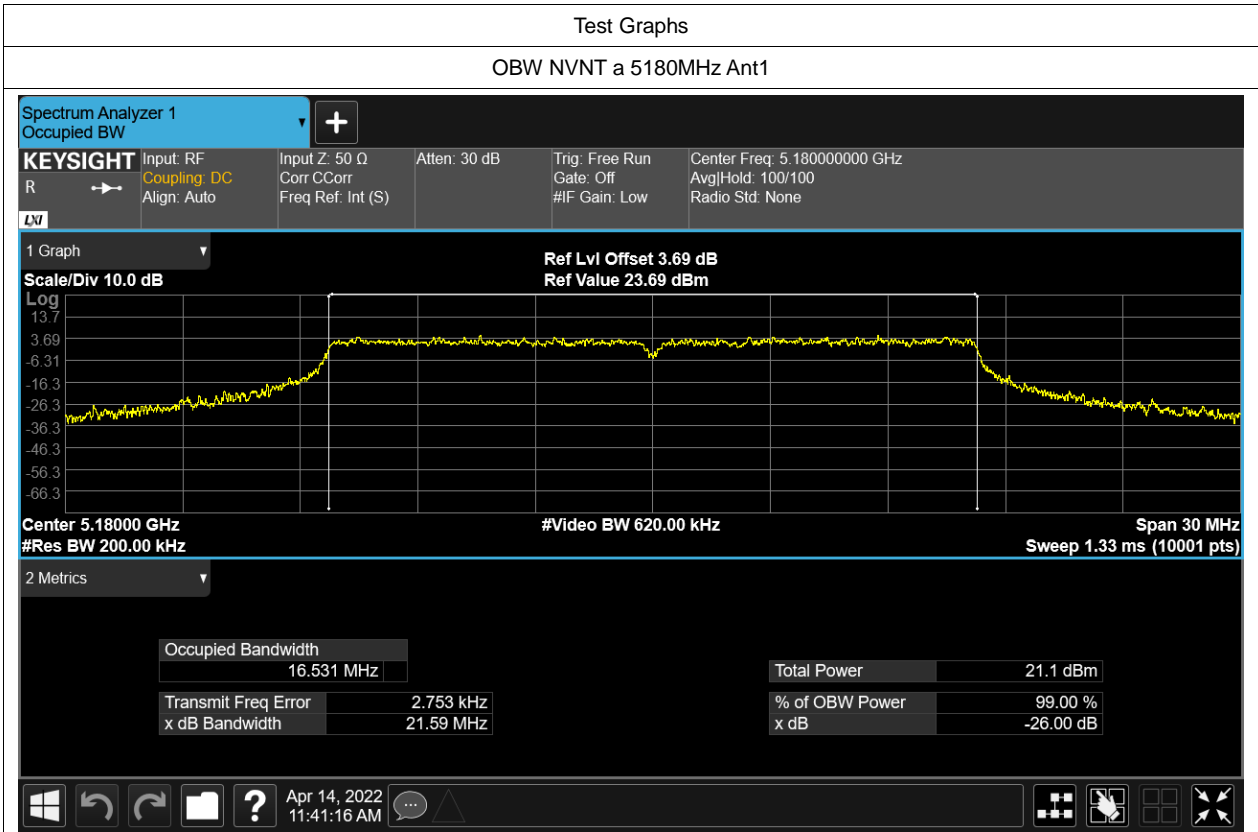 Test Graphs
OBW NVNT a 5180MHz Ant1
Spectrum Analyzer 1
Occupied BW
KEYSIGHT
R
LXI
Input: RF
Coupling: DC
Align: Auto
Input Z: 50 Ω
Corr CCorr
Freq Ref: Int (S)
Atten: 30 dB
Trig: Free Run
Gate: Off
#IF Gain: Low
Center Freq: 5.180000000 GHz
Avg|Hold: 100/100
Radio Std: None
1 Graph
Scale/Div 10.0 dB
Ref Lvl Offset 3.69 dB
Ref Value 23.69 dBm
Log
13.7
3.69
-6.31
-16.3
-26.3
-36.3
-46.3
-56.3
-66.3
Center 5.18000 GHz
#Res BW 200.00 kHz
#Video BW 620.00 kHz
Span 30 MHz
Sweep 1.33 ms (10001 pts)
2 Metrics
Occupied Bandwidth
16.531 MHz
Transmit Freq Error 2.753 kHz
x dB Bandwidth 21.59 MHz
Total Power 21.1 dBm
% of OBW Power 99.00 %
x dB -26.00 dB
?
Apr 14, 2022
11:41:16 AM